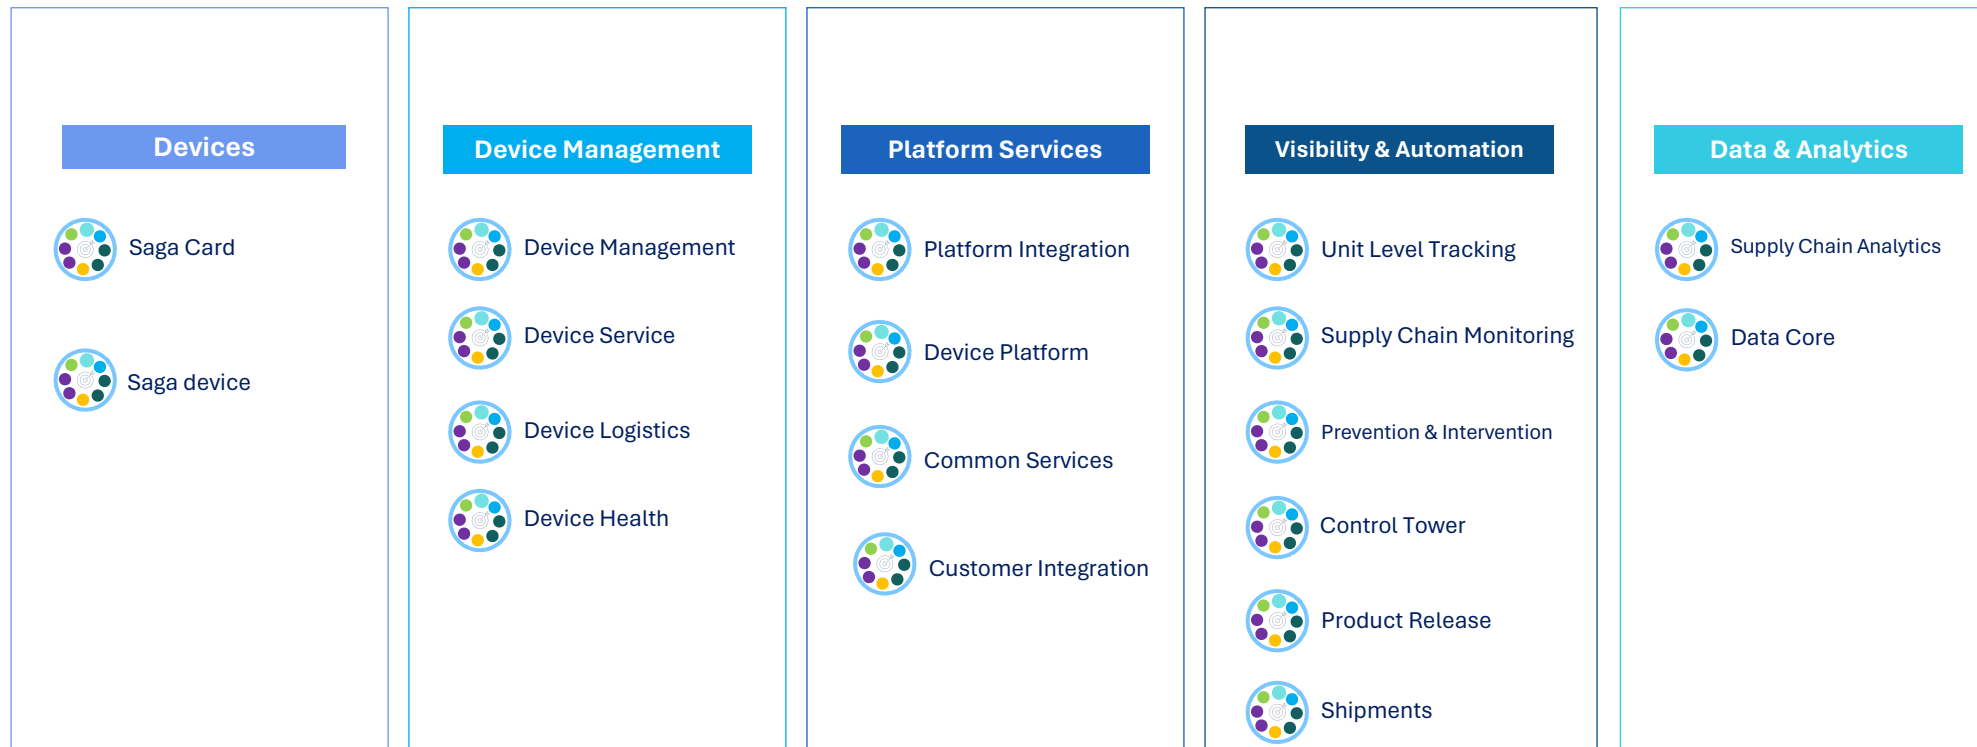 Devices
Saga Card
Saga device
Device Management
Device Management
Device Service
Device Logistics
Device Health
Platform Services
Platform Integration
Device Platform
Common Services
Customer Integration
Visibility & Automation
Unit Level Tracking
Supply Chain Monitoring
Prevention & Intervention
Control Tower
Product Release
Shipments
Data & Analytics
Supply Chain Analytics
Data Core